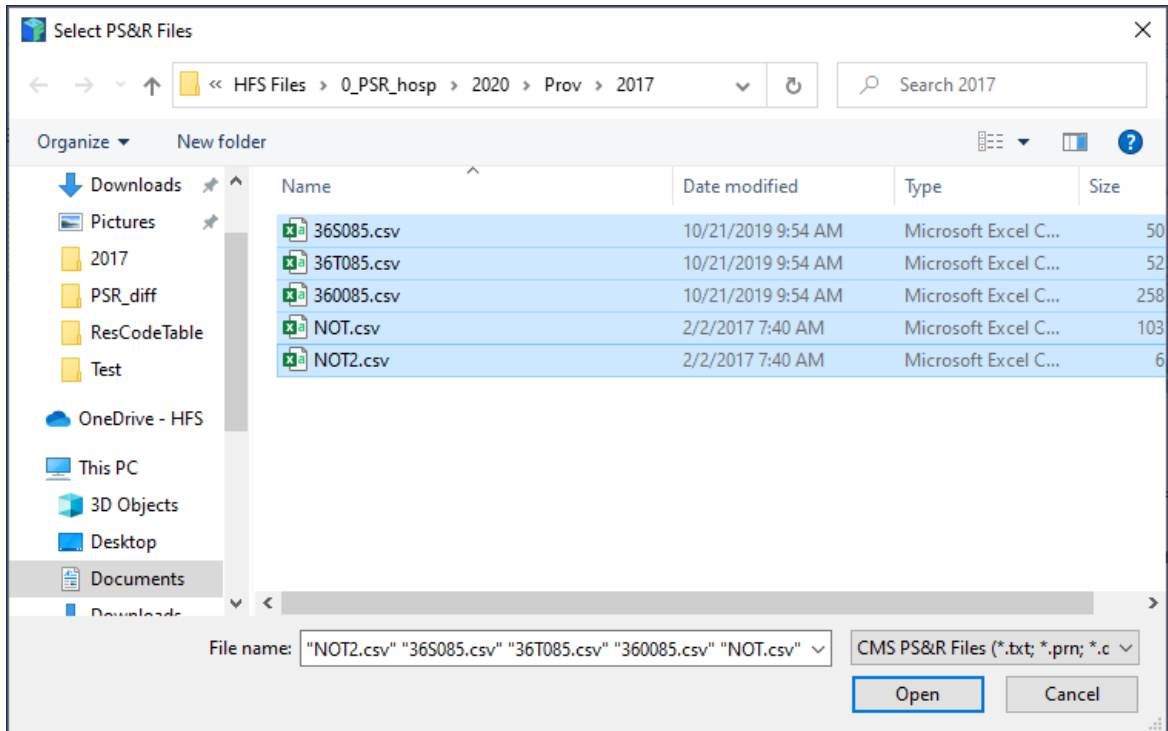 Select PS&R Files
« HFS Files > 0_PSR_hosp > 2020 > Prov > 2017
Search 2017
Organize
New folder
Downloads
Pictures
2017
PSR_diff
ResCodeTable
Test
OneDrive - HFS
This PC
3D Objects
Desktop
Documents
Downloads
Name Date modified Type Size
36S085.csv 10/21/2019 9:54 AM Microsoft Excel C... 50
36T085.csv 10/21/2019 9:54 AM Microsoft Excel C... 52
360085.csv 10/21/2019 9:54 AM Microsoft Excel C... 258
NOT.csv 2/2/2017 7:40 AM Microsoft Excel C... 103
NOT2.csv 2/2/2017 7:40 AM Microsoft Excel C... 6
File name: "NOT2.csv" "36S085.csv" "36T085.csv" "360085.csv" "NOT.csv"
CMS PS&R Files (*.txt; *.prn; *.c
Open Cancel